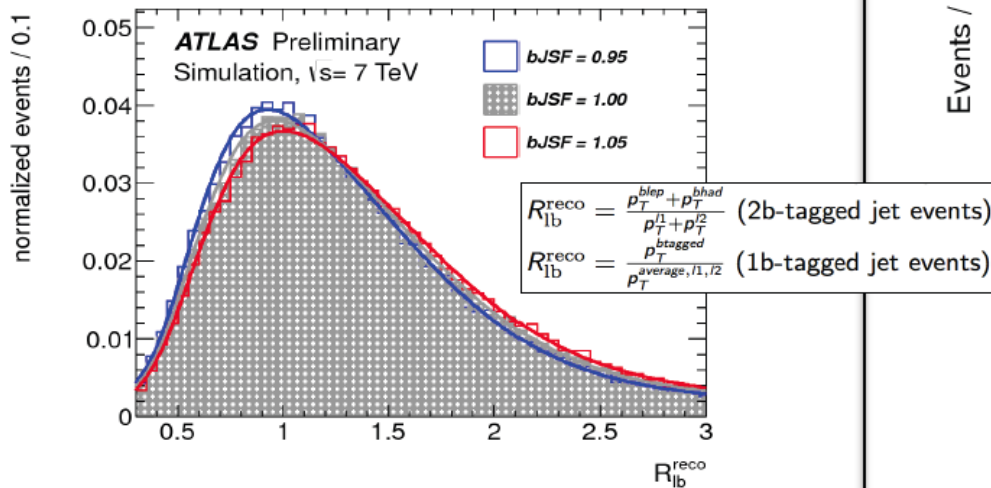 normalized events / 0.1
0.05
0.04
0.03
0.02
0.01
0
ATLAS Preliminary
Simulation, √s= 7 TeV
bJSF = 0.95
bJSF = 1.00
bJSF = 1.05
R_lb^reco = (p_T^blep + p_T^bhad) / (p_T^l1 + p_T^l2) (2b-tagged jet events)
R_lb^reco = p_T^btagged / p_T^average, l1, l2 (1b-tagged jet events)
0.5 1 1.5 2 2.5 3
R_lb^reco
Events /